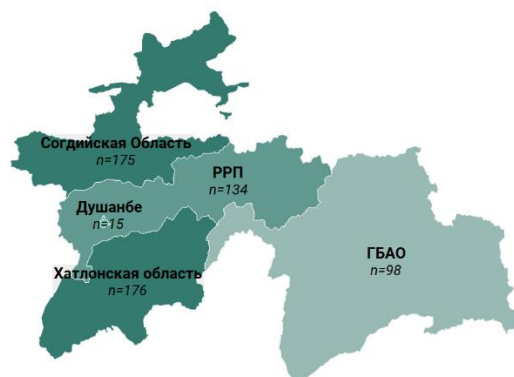 Согдийская Область
n=175
РРП
n=134
Душанбе
n=15
ГБАО
n=98
Хатлонская область
n=176